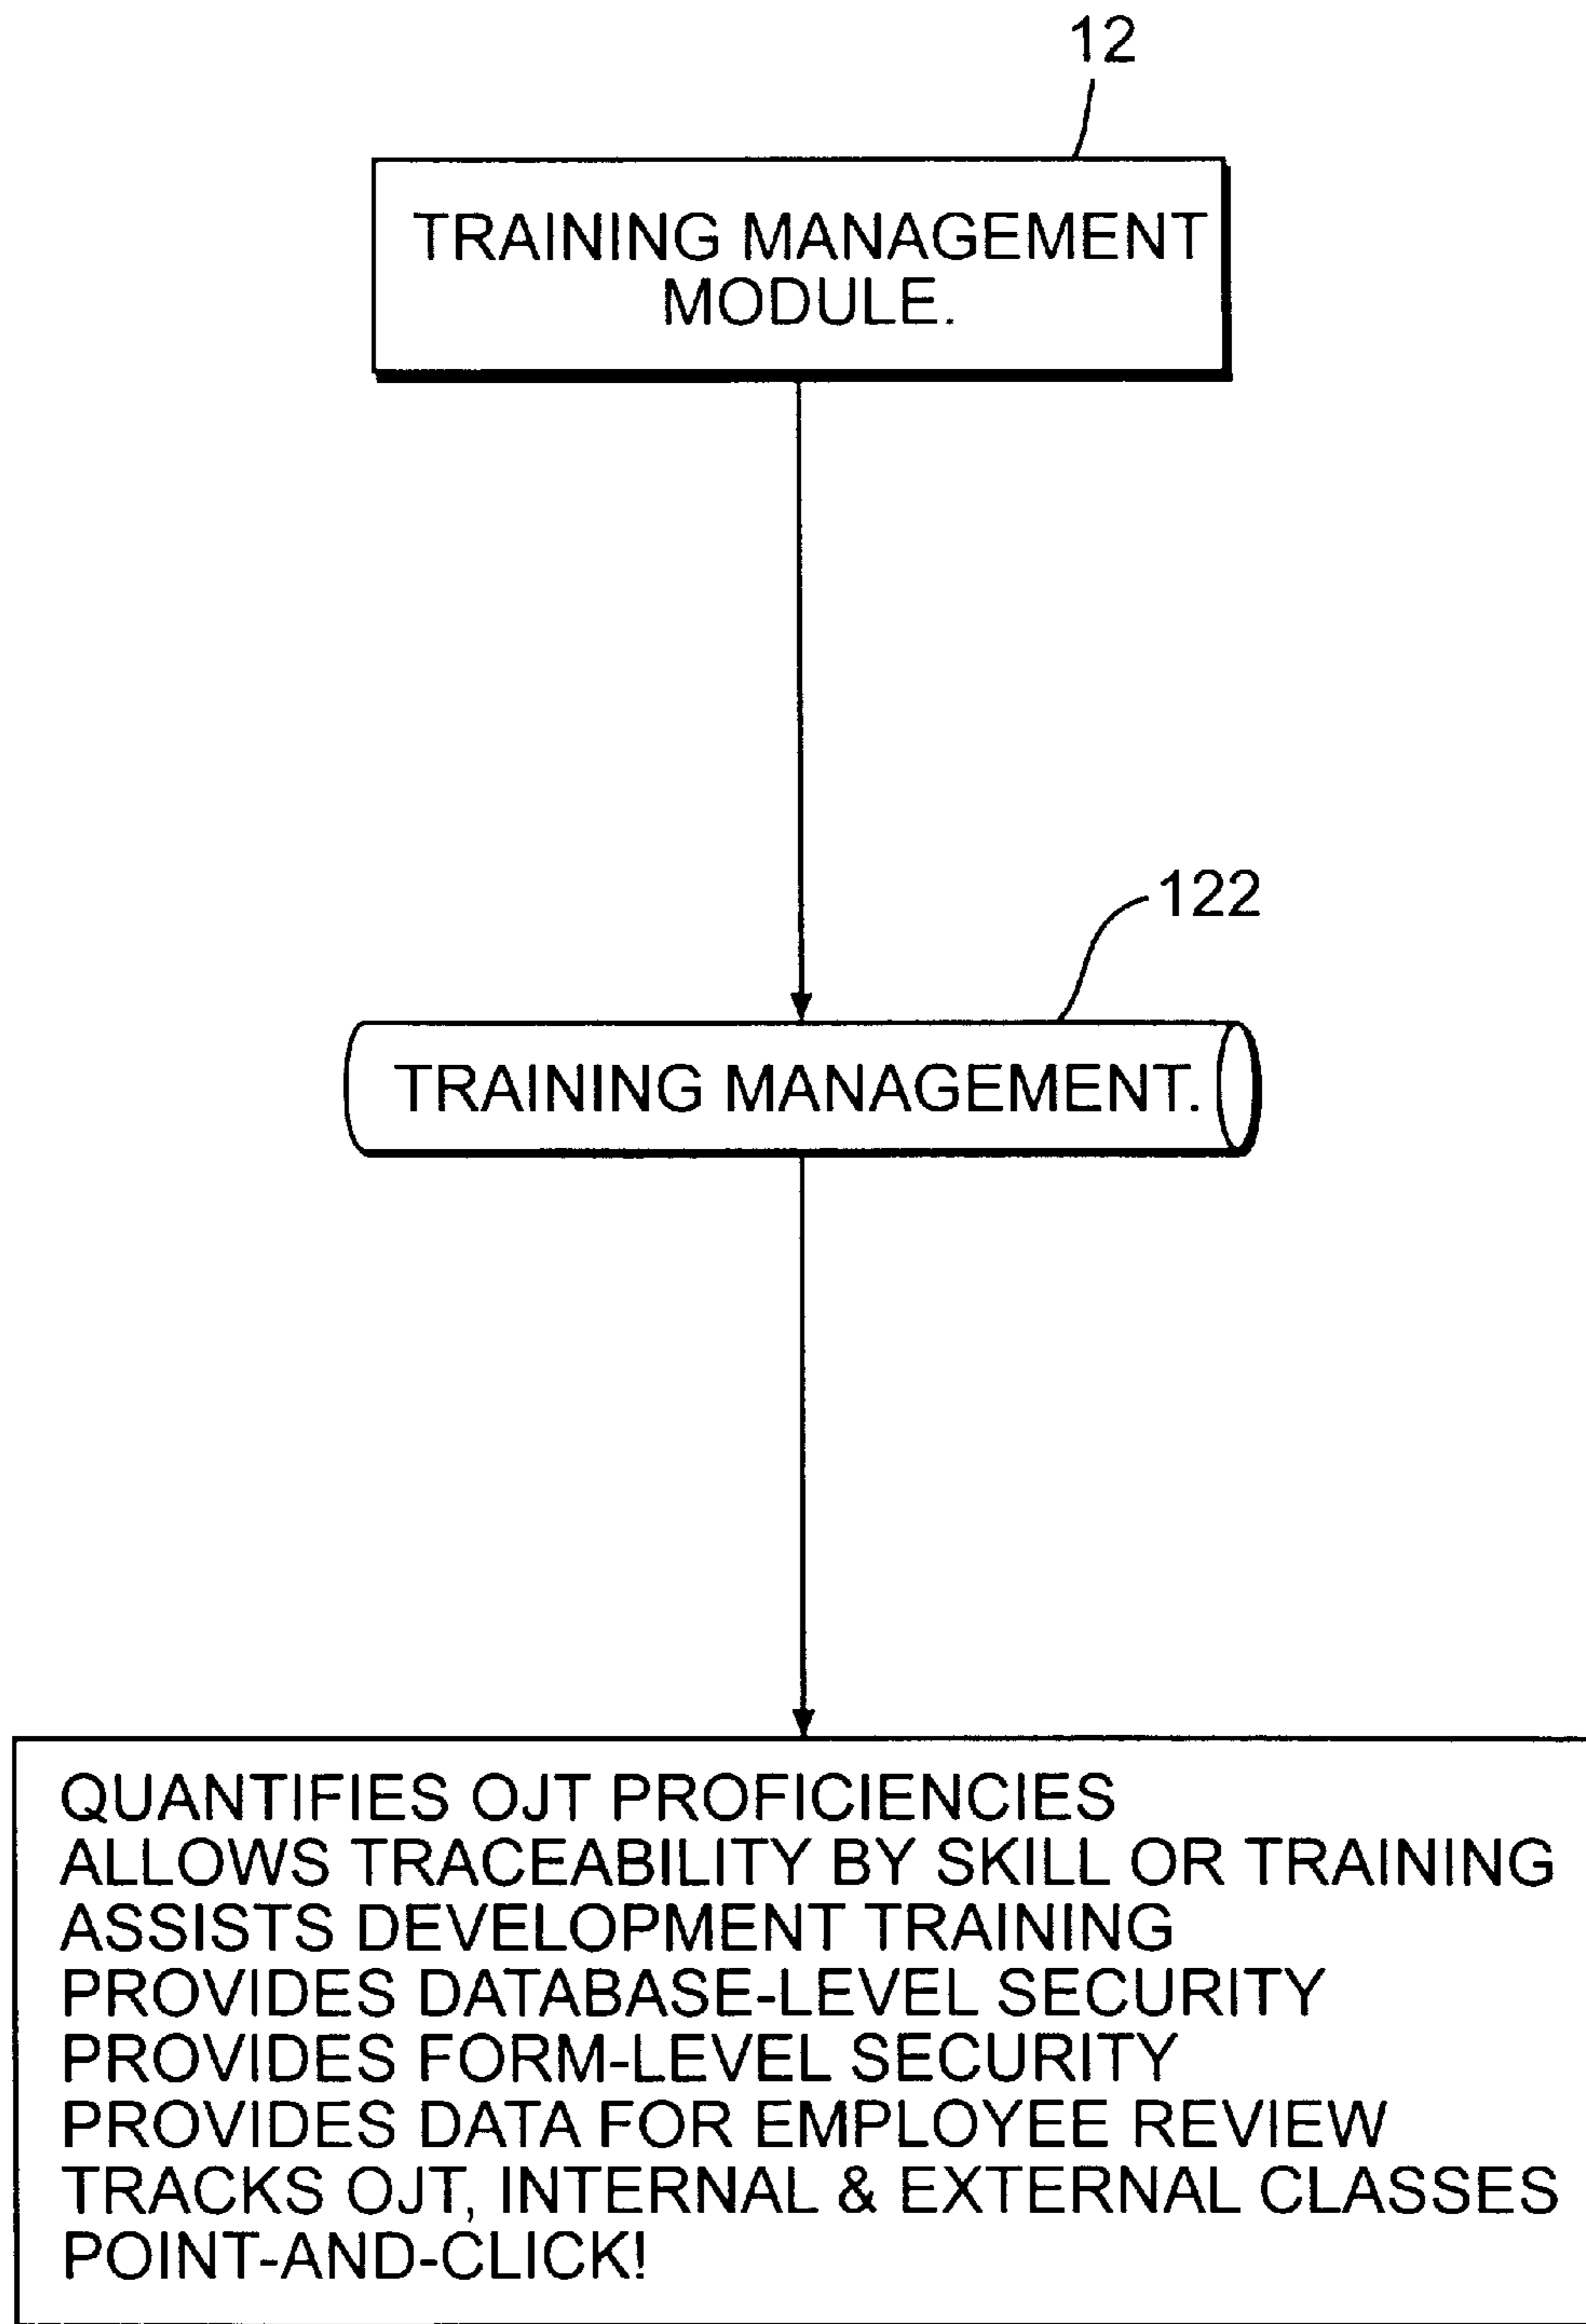 12
TRAINING MANAGEMENT
MODULE.
122
TRAINING MANAGEMENT.
QUANTIFIES OJT PROFICIENCIES
ALLOWS TRACEABILITY BY SKILL OR TRAINING
ASSISTS DEVELOPMENT TRAINING
PROVIDES DATABASE-LEVEL SECURITY
PROVIDES FORM-LEVEL SECURITY
PROVIDES DATA FOR EMPLOYEE REVIEW
TRACKS OJT, INTERNAL & EXTERNAL CLASSES
POINT-AND-CLICK!